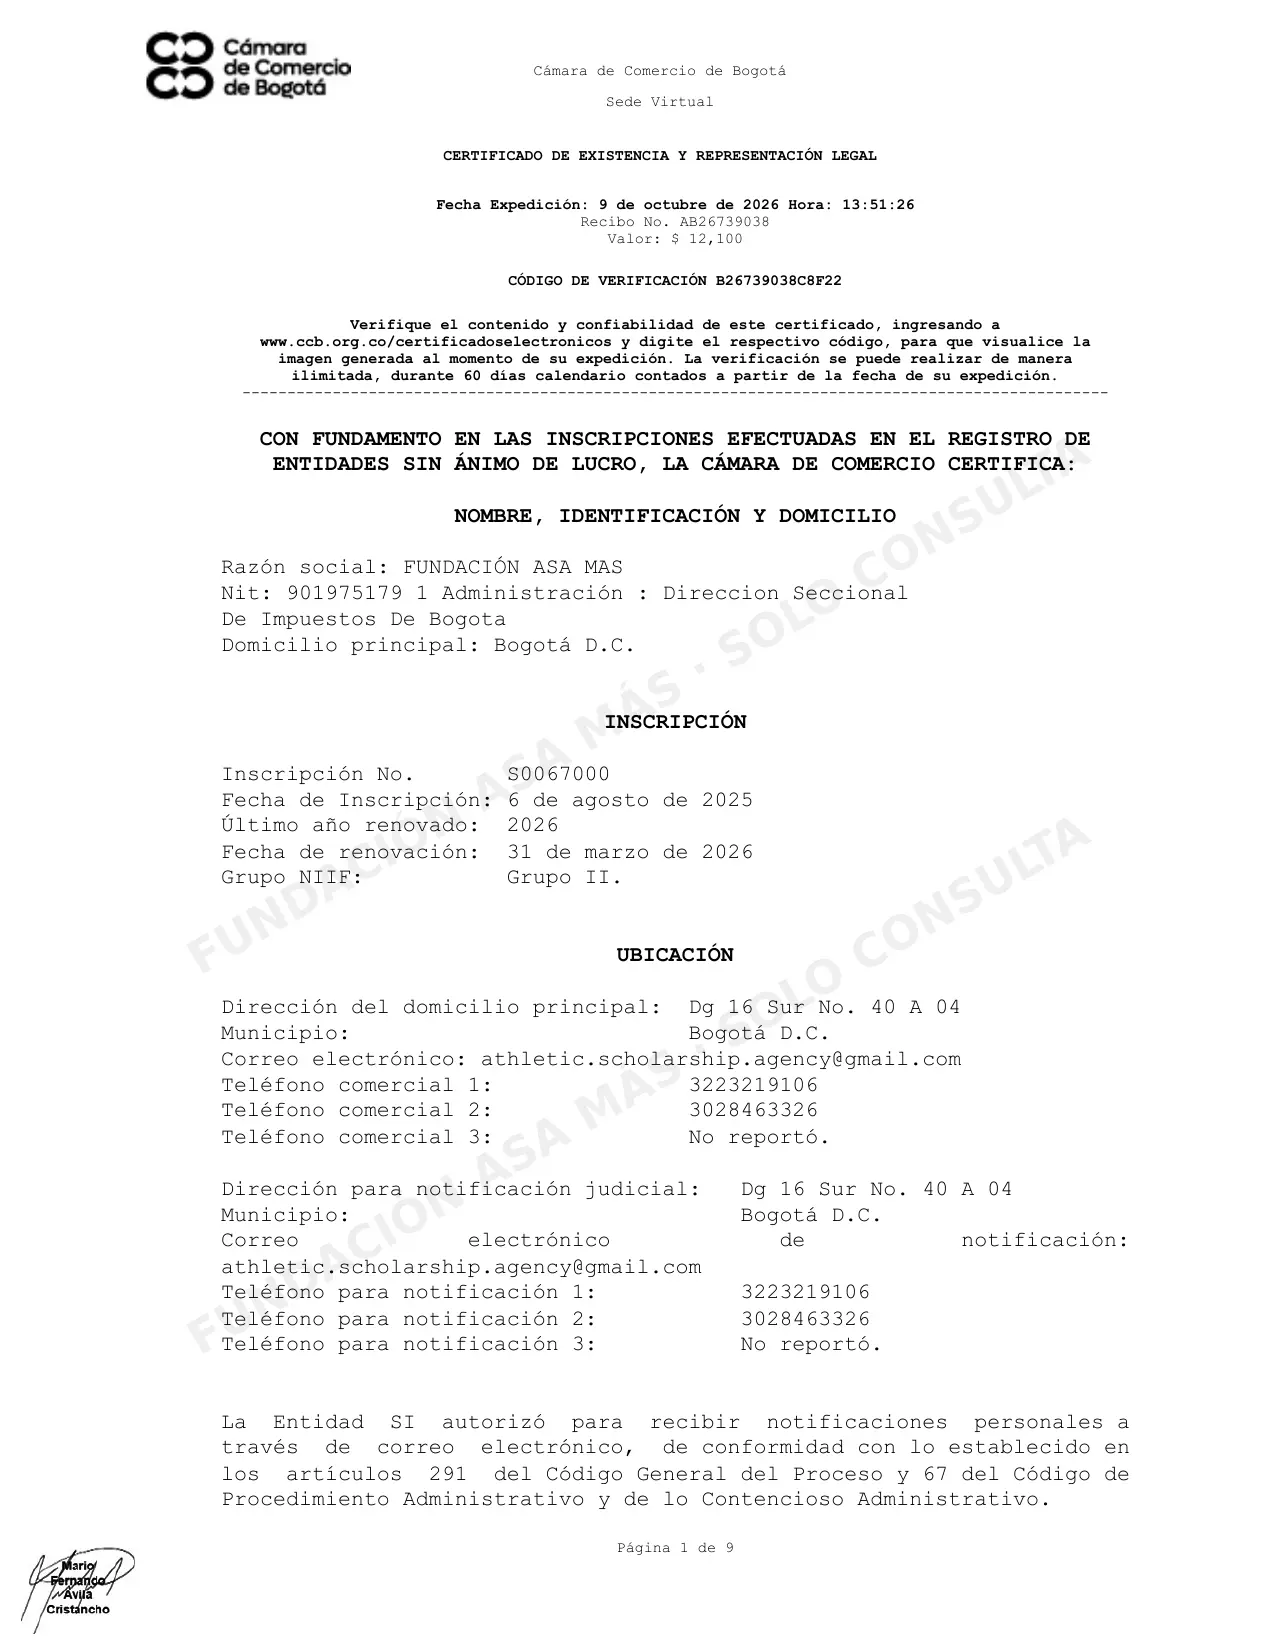 Cámara
de Comercio
de Bogotá
Cámara de Comercio de Bogotá
Sede Virtual
CERTIFICADO DE EXISTENCIA Y REPRESENTACIÓN LEGAL
Fecha Expedición: 9 de octubre de 2026 Hora: 13:51:26
Recibo No. AB26739038
Valor: $ 12,100
CÓDIGO DE VERIFICACIÓN B26739038C8F22
Verifique el contenido y confiabilidad de este certificado, ingresando a
www.ccb.org.co/certificadoselectronicos y digite el respectivo código, para que visualice la
imagen generada al momento de su expedición. La verificación se puede realizar de manera
ilimitada, durante 60 días calendario contados a partir de la fecha de su expedición.
------------------------------------------------------------------------------------------------
CON FUNDAMENTO EN LAS INSCRIPCIONES EFECTUADAS EN EL REGISTRO DE
ENTIDADES SIN ÁNIMO DE LUCRO, LA CÁMARA DE COMERCIO CERTIFICA:
NOMBRE, IDENTIFICACIÓN Y DOMICILIO
Razón social: FUNDACIÓN ASA MAS
Nit: 901975179 1 Administración : Direccion Seccional
De Impuestos De Bogota
Domicilio principal: Bogotá D.C.
INSCRIPCIÓN
Inscripción No. S0067000
Fecha de Inscripción: 6 de agosto de 2025
Último año renovado: 2026
Fecha de renovación: 31 de marzo de 2026
Grupo NIIF: Grupo II.
FUNDACIÓN ASA MÁS · SOLO CONSULTA
UBICACIÓN
Dirección del domicilio principal: Dg 16 Sur No. 40 A 04
Municipio: Bogotá D.C.
Correo electrónico: athletic.scholarship.agency@gmail.com
Teléfono comercial 1: 3223219106
Teléfono comercial 2: 3028463326
Teléfono comercial 3: No reportó.
Dirección para notificación judicial: Dg 16 Sur No. 40 A 04
Municipio: Bogotá D.C.
Correo electrónico de notificación:
athletic.scholarship.agency@gmail.com
Teléfono para notificación 1: 3223219106
Teléfono para notificación 2: 3028463326
Teléfono para notificación 3: No reportó.
FUNDACIÓN ASA MÁS · SOLO CONSULTA
La Entidad SI autorizó para recibir notificaciones personales a
través de correo electrónico, de conformidad con lo establecido en
los artículos 291 del Código General del Proceso y 67 del Código de
Procedimiento Administrativo y de lo Contencioso Administrativo.
Página 1 de 9
Mario
Fernando
Avila
Cristancho